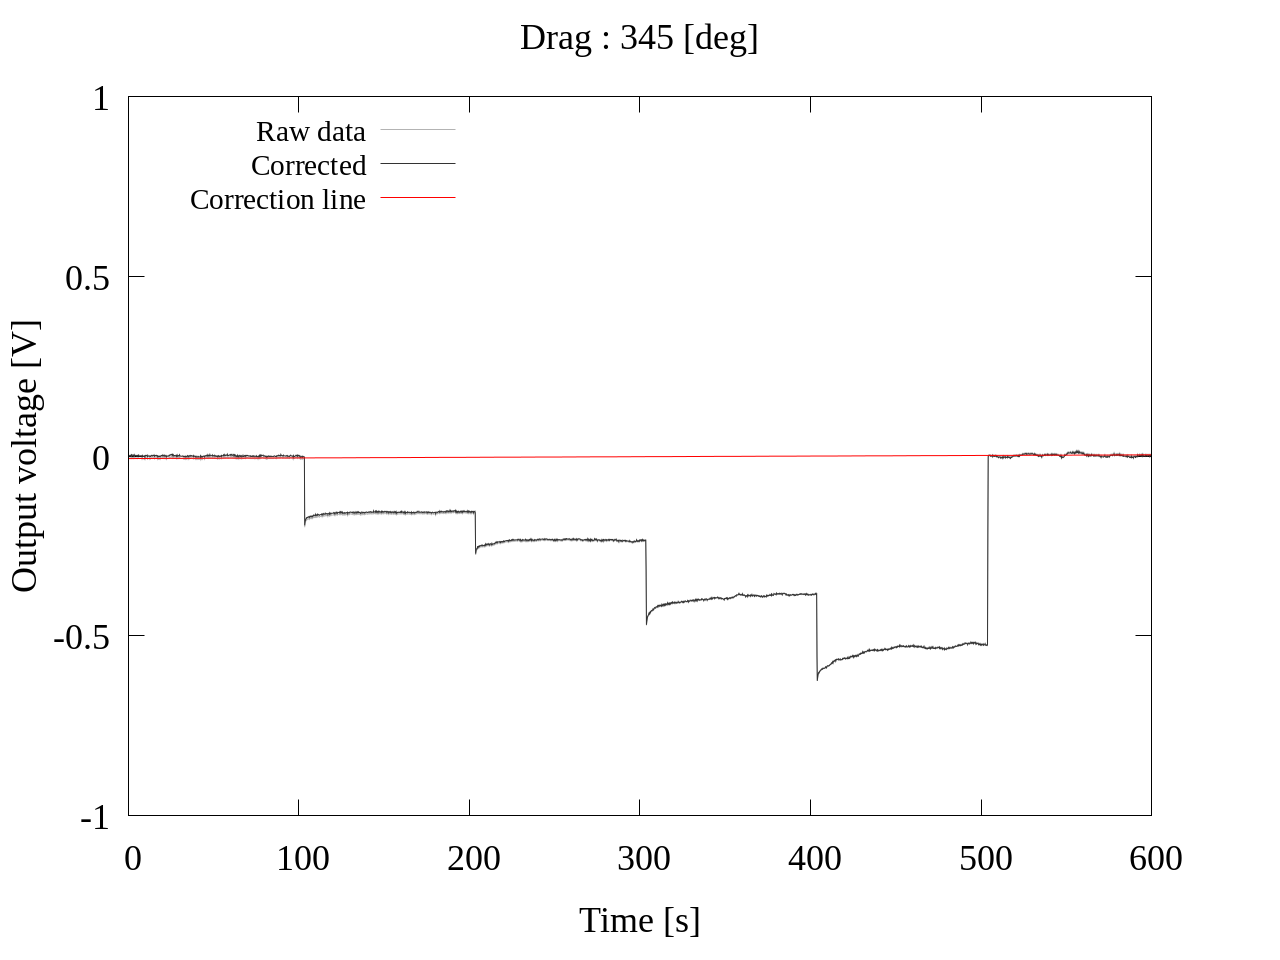 Drag : 345 [deg]
1
0.5
0
-0.5
-1
Raw data
Corrected
Correction line
Output voltage [V]
0 100 200 300 400 500 600
Time [s]